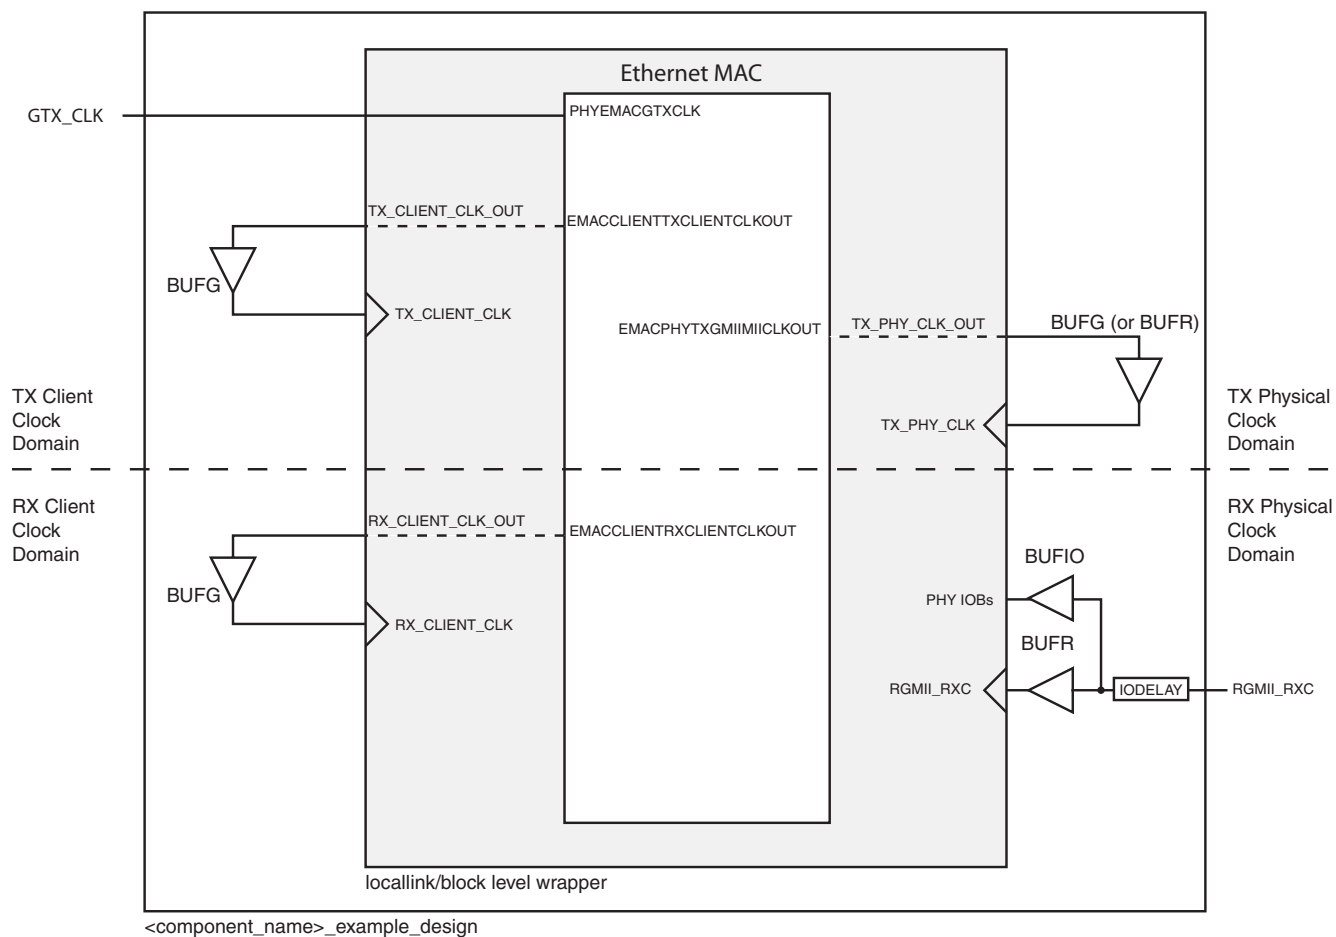 Ethernet MAC
GTX_CLK
PHYEMACGTXCLK
TX_CLIENT_CLK_OUT
EMACCLIENTTXCLIENTCLKOUT
BUFG
TX_CLIENT_CLK
EMACPHYTXGMIIMIICLKOUT
TX_PHY_CLK_OUT
BUFG (or BUFR)
TX Client
Clock
Domain
TX_PHY_CLK
TX Physical
Clock
Domain
RX Client
Clock
Domain
RX_CLIENT_CLK_OUT
EMACCLIENTRXCLIENTCLKOUT
BUFG
RX_CLIENT_CLK
RX Physical
Clock
Domain
BUFIO
PHY IOBs
BUFR
RGMII_RXC
IODELAY
RGMII_RXC
locallink/block level wrapper
<component_name>_example_design